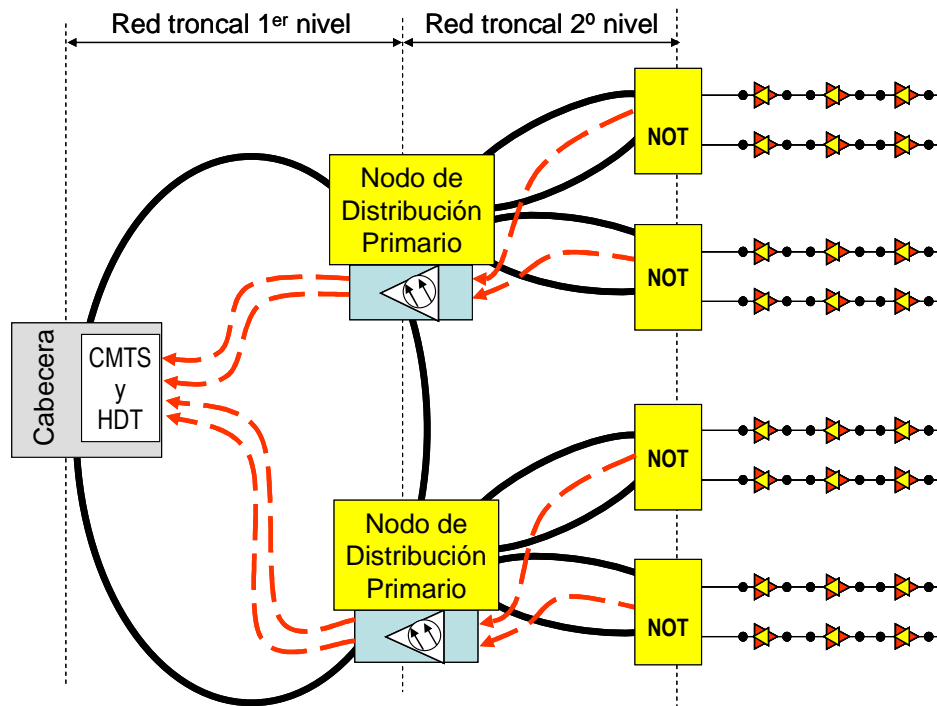 Red troncal 1er nivel
Red troncal 2º nivel
NOT
Nodo de
Distribución
Primario
NOT
Cabecera
CMTS
y
HDT
NOT
Nodo de
Distribución
Primario
NOT